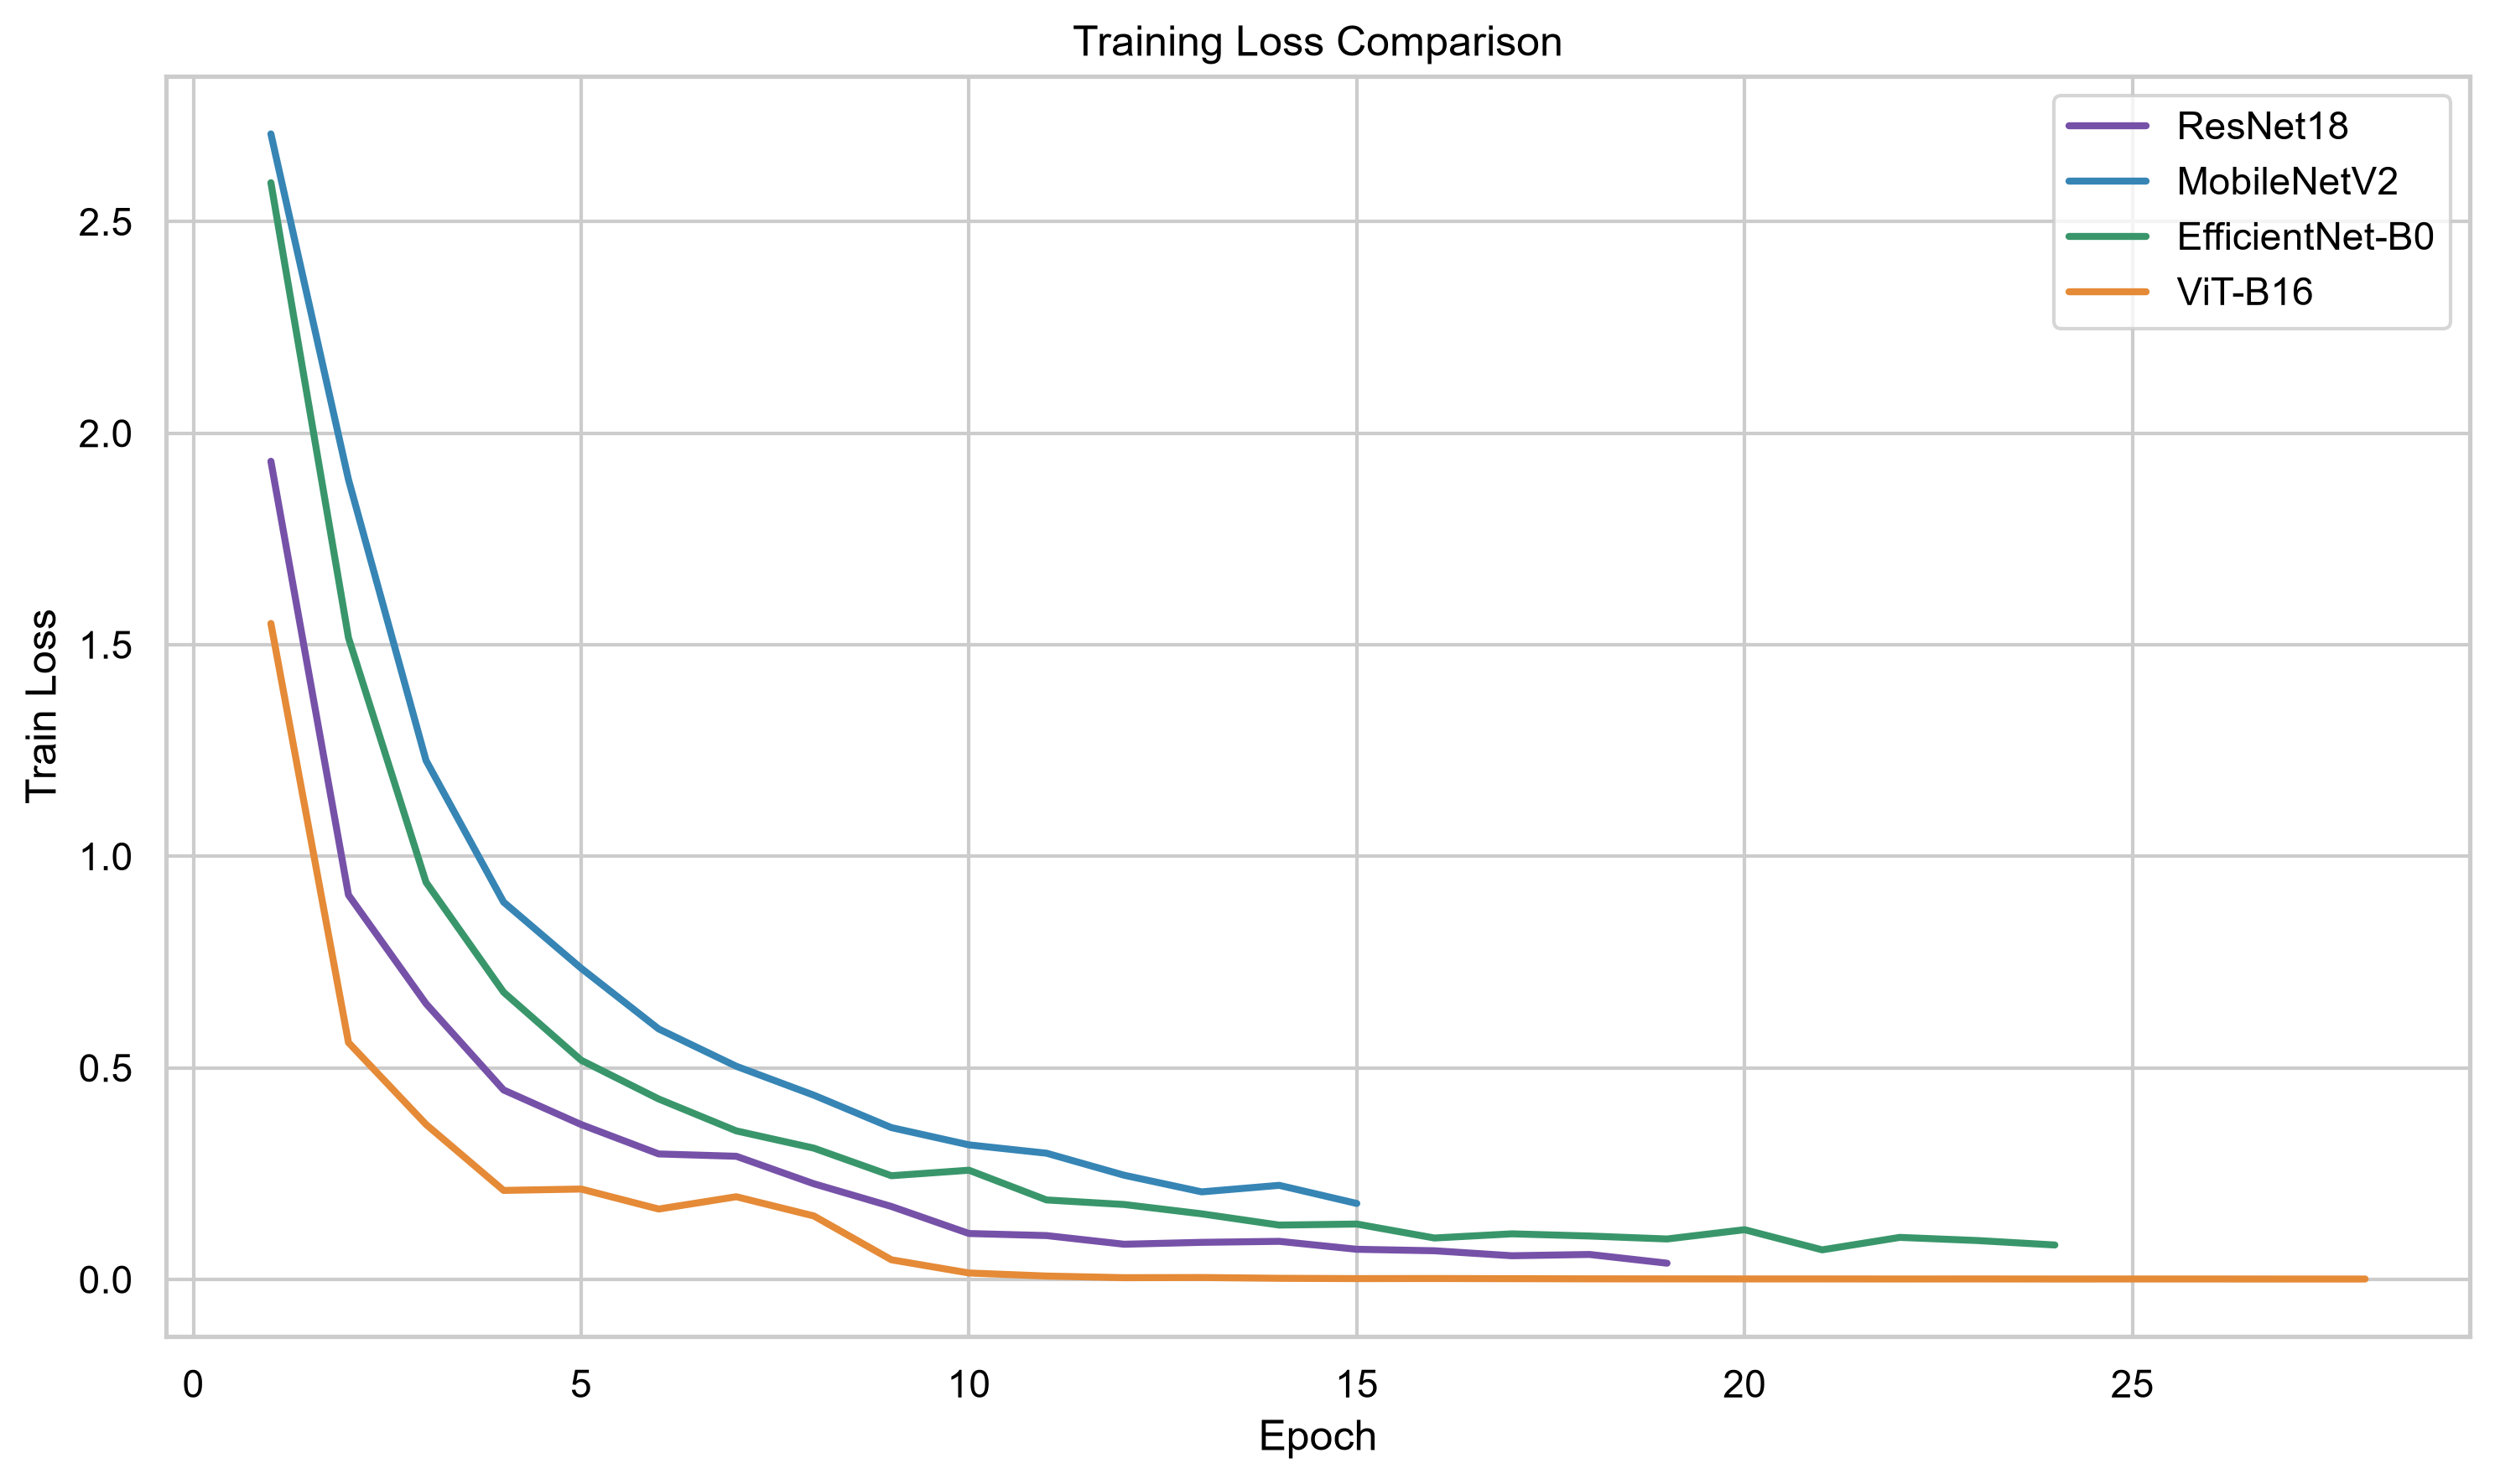 Training Loss Comparison
ResNet18
MobileNetV2
EfficientNet-B0
ViT-B16
2.5
2.0
1.5
1.0
0.5
0.0
Train Loss
0 5 10 15 20 25
Epoch